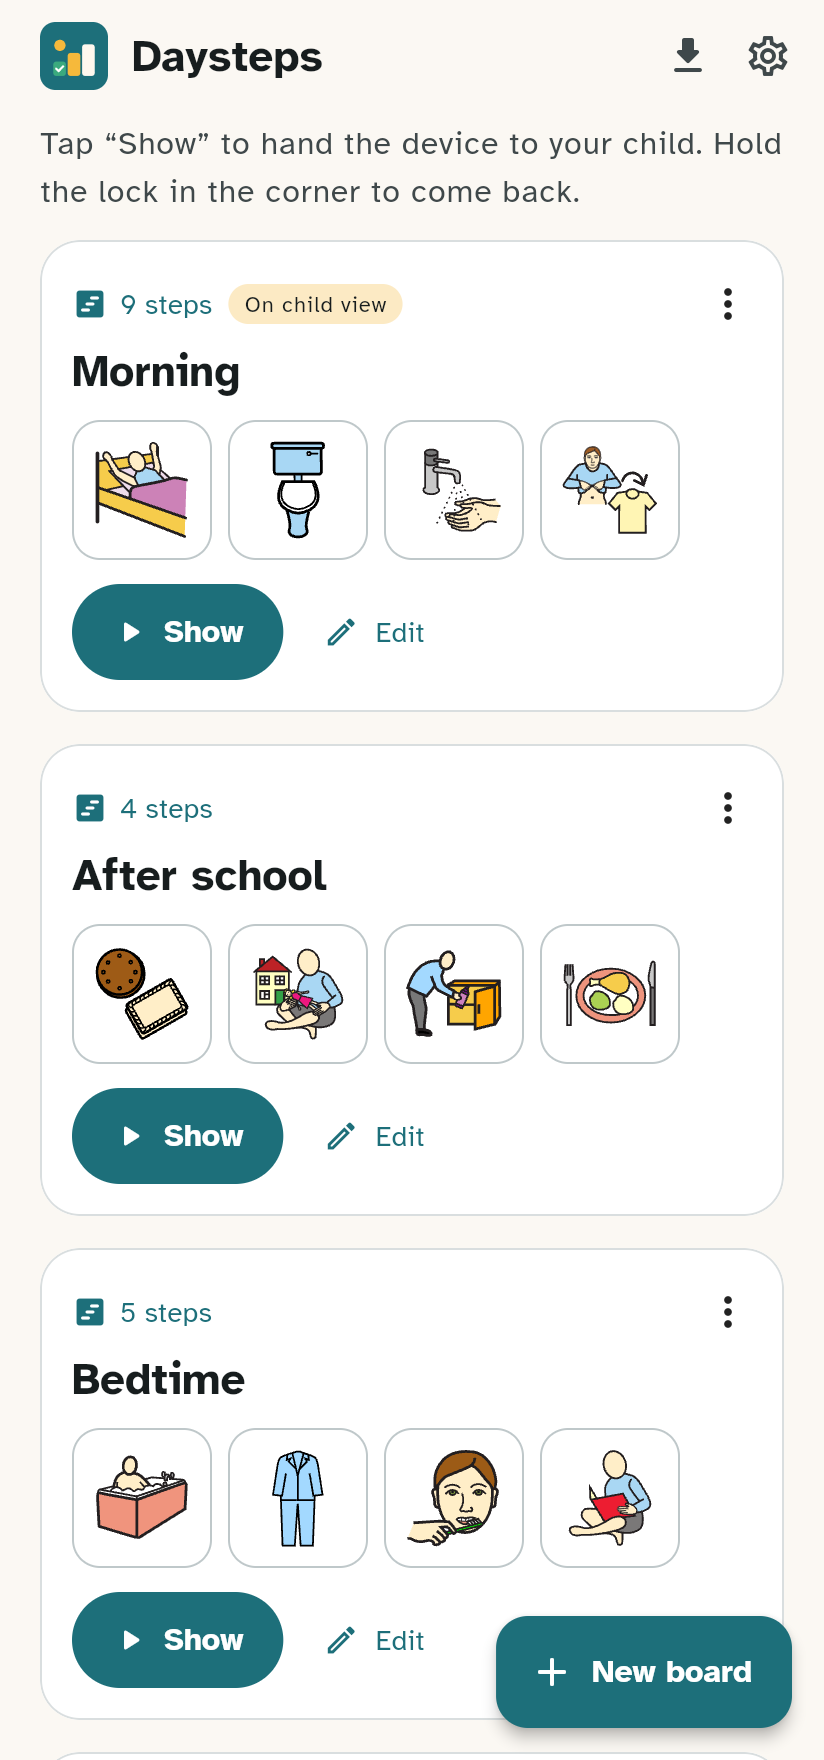 Daysteps
Tap “Show” to hand the device to your child. Hold
the lock in the corner to come back.
9 steps
On child view
Morning
Show
Edit
4 steps
After school
Show
Edit
5 steps
Bedtime
Show
Edit
New board